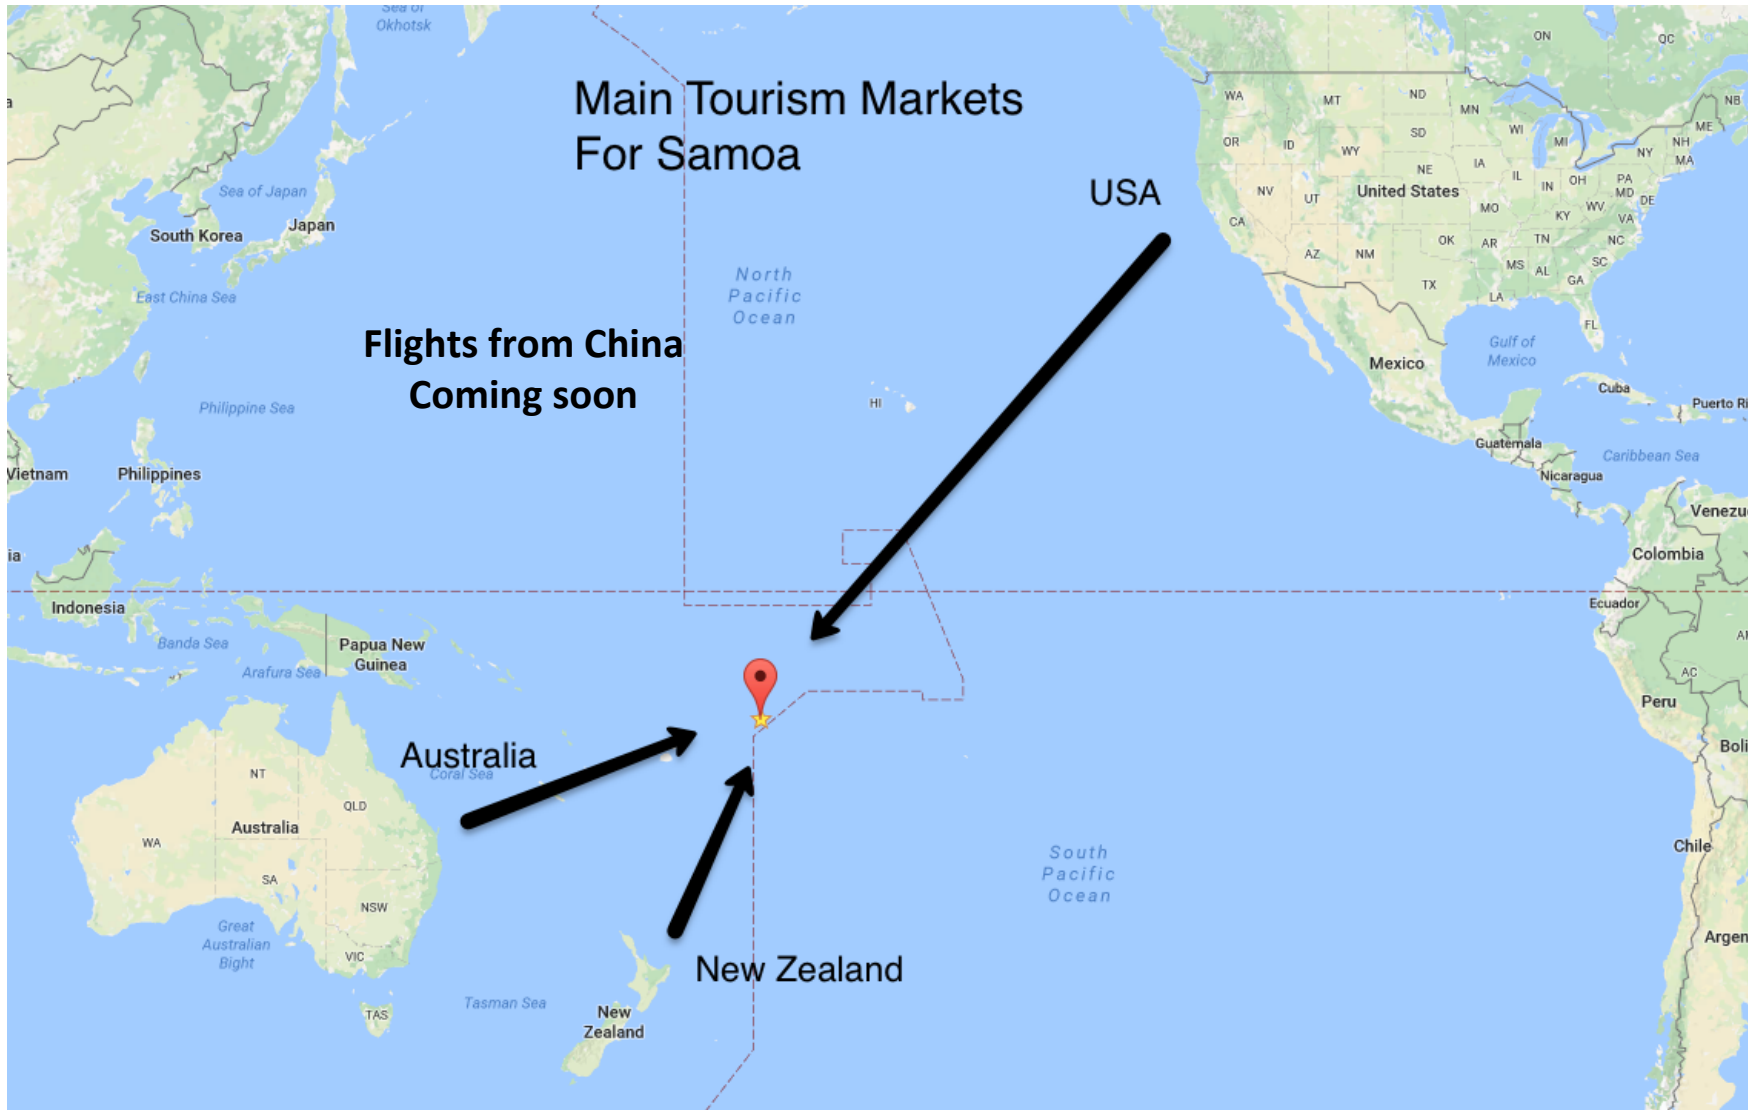 Sea of
Okhotsk
ON
QC
Main Tourism Markets
For Samoa
WA
MT
ND
MN
NB
ME
OR
ID
WY
SD
WI
MI
NY
NH
MA
Sea of Japan
USA
NV
UT
United States
NE
IA
IL
IN
OH
PA
MD
DE
South Korea
Japan
CA
MO
KY
WV
VA
AZ
NM
OK
AR
TN
NC
SC
MS
AL
GA
East China Sea
North
Pacific
Ocean
TX
LA
FL
Flights from China
Coming soon
Gulf of
Mexico
Mexico
Cuba
Puerto Ri
Philippine Sea
HI
Guatemala
Caribbean Sea
Nicaragua
Vietnam
Philippines
Venezu
Colombia
ia
Indonesia
Ecuador
Banda Sea
Papua New
Guinea
Arafura Sea
AC
Peru
Australia
Coral Sea
Boli
NT
QLD
Australia
WA
SA
NSW
VIC
Chile
South
Pacific
Ocean
Great
Australian
Bight
Argen
New Zealand
Tasman Sea
TAS
New
Zealand